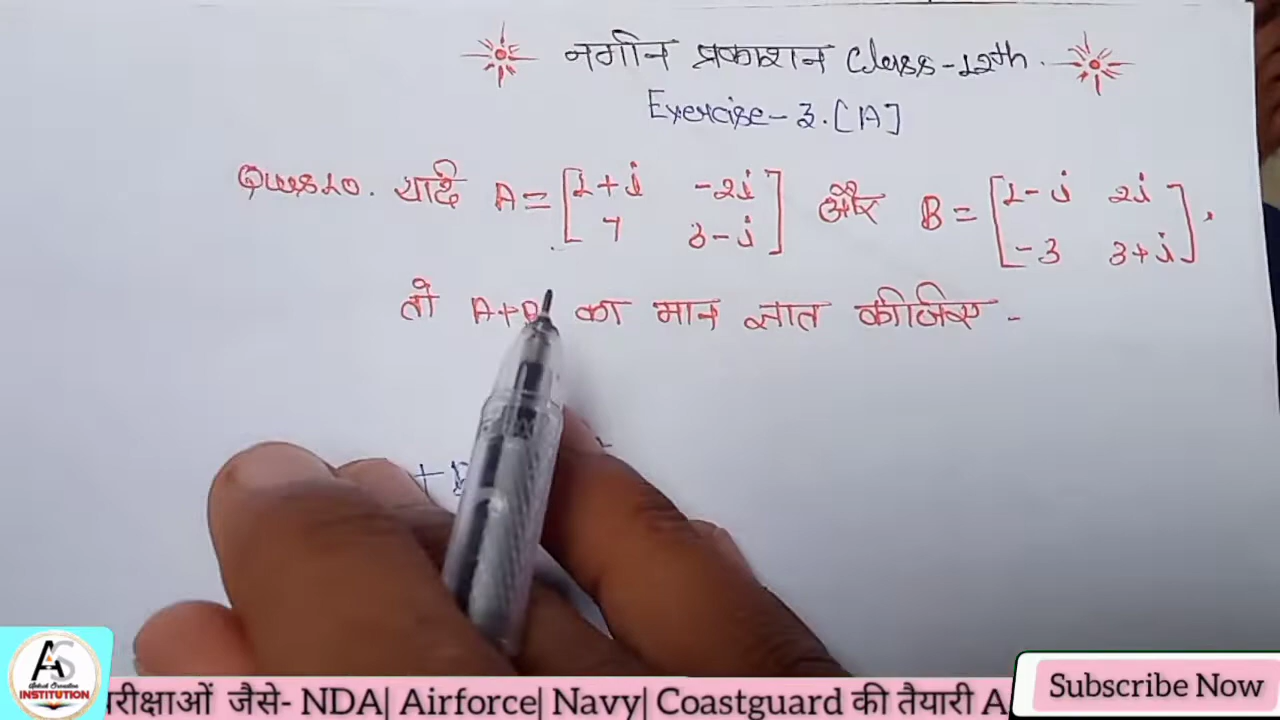 नगीन प्रकाशन Class-12th.
Exercise-3.[A]
Ques10. यदि A = [1+i -2i और B = [1-i 2i
7 3-i] -3 3+i],
तो A+B का मान ज्ञात कीजिए -
+ B
AS
INSTITUTION
परीक्षाओं जैसे- NDA| Airforce| Navy| Coastguard की तैयारी A
Subscribe Now